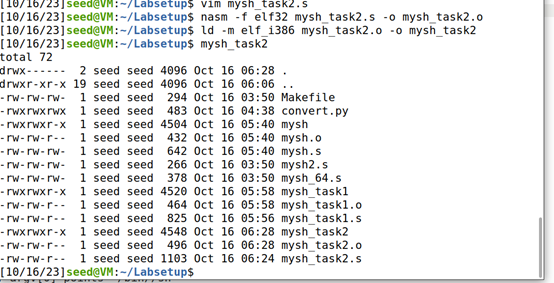 [10/16/23]seed@VM:~/Labsetup$ vim mysh_task2.s
[10/16/23]seed@VM:~/Labsetup$ nasm -f elf32 mysh_task2.s -o mysh_task2.o
[10/16/23]seed@VM:~/Labsetup$ ld -m elf_i386 mysh_task2.o -o mysh_task2
[10/16/23]seed@VM:~/Labsetup$ mysh_task2
total 72
drwx------  2 seed seed 4096 Oct 16 06:28 .
drwxr-xr-x 19 seed seed 4096 Oct 16 06:06 ..
-rw-rw-rw-  1 seed seed  294 Oct 16 03:50 Makefile
-rwxrwxrwx  1 seed seed  483 Oct 16 04:38 convert.py
-rwxrwxr-x  1 seed seed 4504 Oct 16 05:40 mysh
-rw-rw-r--  1 seed seed  432 Oct 16 05:40 mysh.o
-rw-rw-rw-  1 seed seed  642 Oct 16 05:40 mysh.s
-rw-rw-rw-  1 seed seed  266 Oct 16 03:50 mysh2.s
-rw-rw-rw-  1 seed seed  378 Oct 16 03:50 mysh_64.s
-rwxrwxr-x  1 seed seed 4520 Oct 16 05:58 mysh_task1
-rw-rw-r--  1 seed seed  464 Oct 16 05:58 mysh_task1.o
-rw-rw-r--  1 seed seed  825 Oct 16 05:56 mysh_task1.s
-rwxrwxr-x  1 seed seed 4548 Oct 16 06:28 mysh_task2
-rw-rw-r--  1 seed seed  496 Oct 16 06:28 mysh_task2.o
-rw-rw-r--  1 seed seed 1103 Oct 16 06:24 mysh_task2.s
[10/16/23]seed@VM:~/Labsetup$